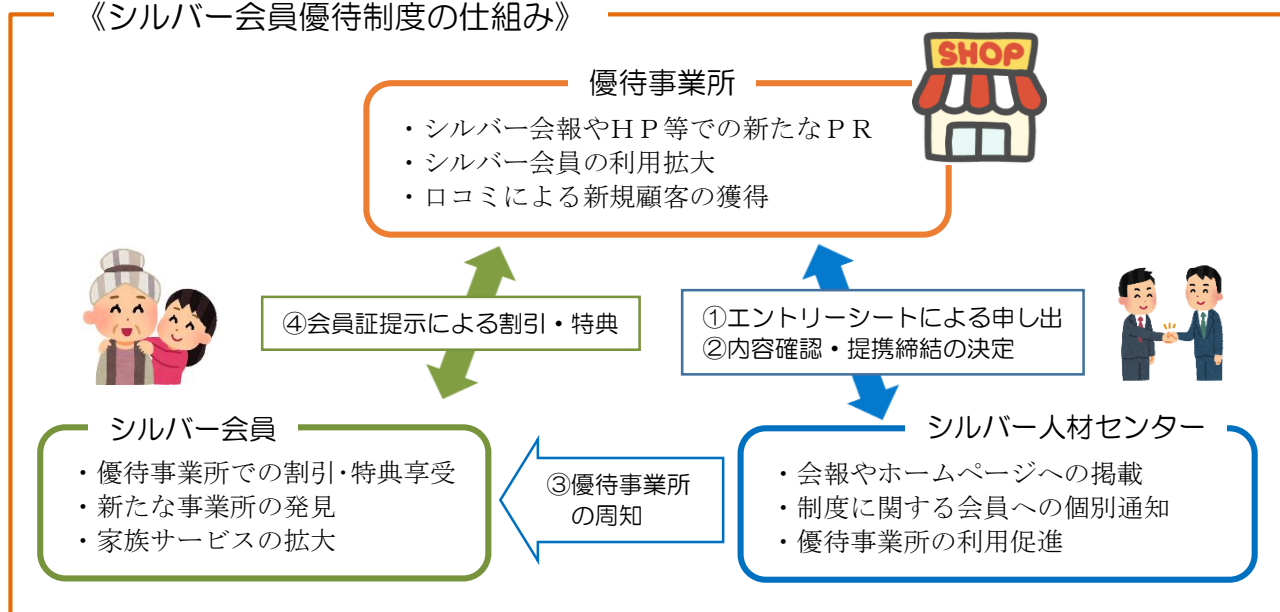 《シルバー会員優待制度の仕組み》
SHOP
優待事業所
・シルバー会報やＨＰ等での新たなＰＲ
・シルバー会員の利用拡大
・口コミによる新規顧客の獲得
④会員証提示による割引・特典
①エントリーシートによる申し出
②内容確認・提携締結の決定
シルバー会員
・優待事業所での割引・特典享受
・新たな事業所の発見
・家族サービスの拡大
③優待事業所
の周知
シルバー人材センター
・会報やホームページへの掲載
・制度に関する会員への個別通知
・優待事業所の利用促進